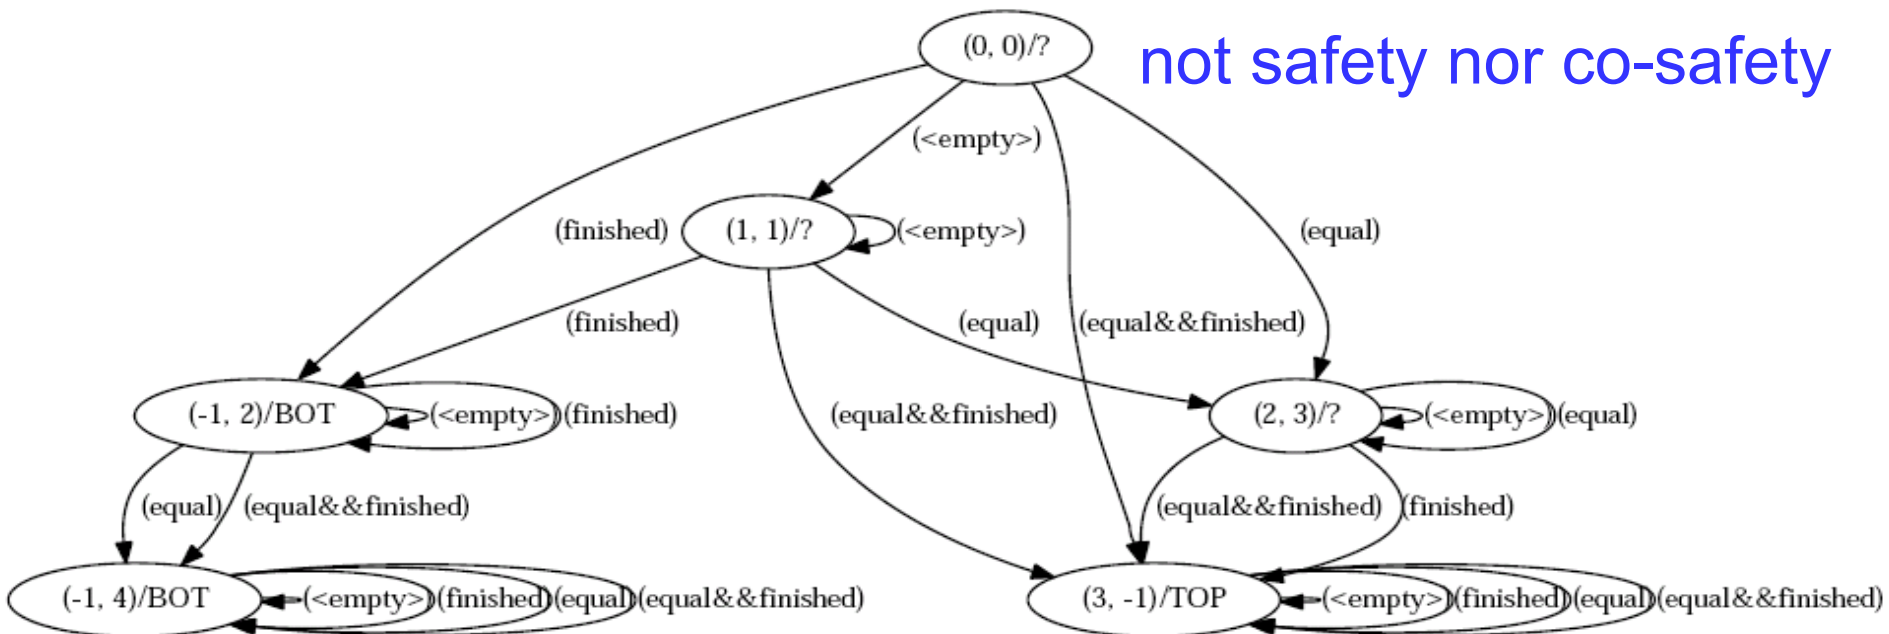 (0, 0)/? not safety nor co-safety
(<empty>)
(finished) (1, 1)/? (<empty>) (equal)
(finished) (equal) (equal&&finished)
(-1, 2)/BOT (<empty>) (finished) (equal&&finished) (2, 3)/? (<empty>) (equal)
(equal) (equal&&finished) (equal&&finished) (finished)
(-1, 4)/BOT (<empty>) (finished) (equal) (equal&&finished) (3, -1)/TOP (<empty>) (finished) (equal) (equal&&finished)